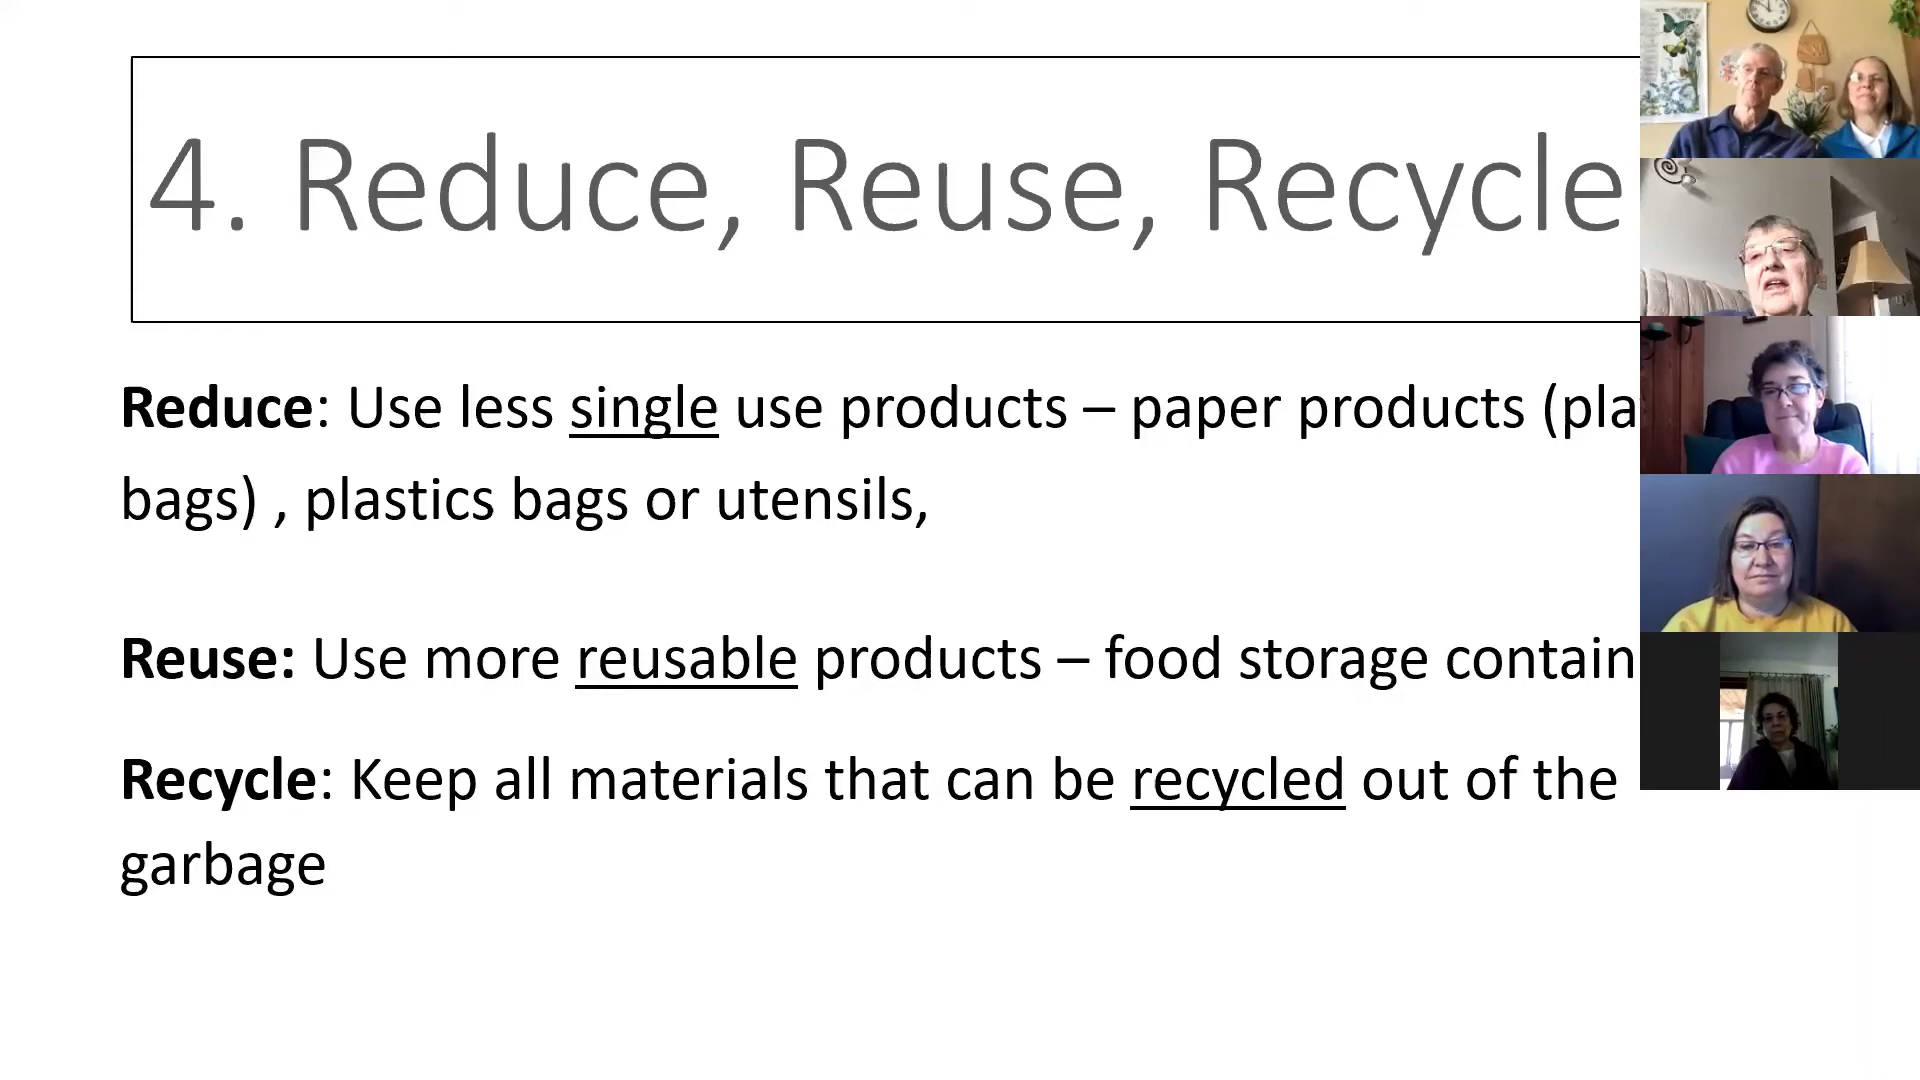 4. Reduce, Reuse, Recycle
Reduce: Use less single use products – paper products (pla
bags) , plastics bags or utensils,
Reuse: Use more reusable products – food storage contain
Recycle: Keep all materials that can be recycled out of the
garbage